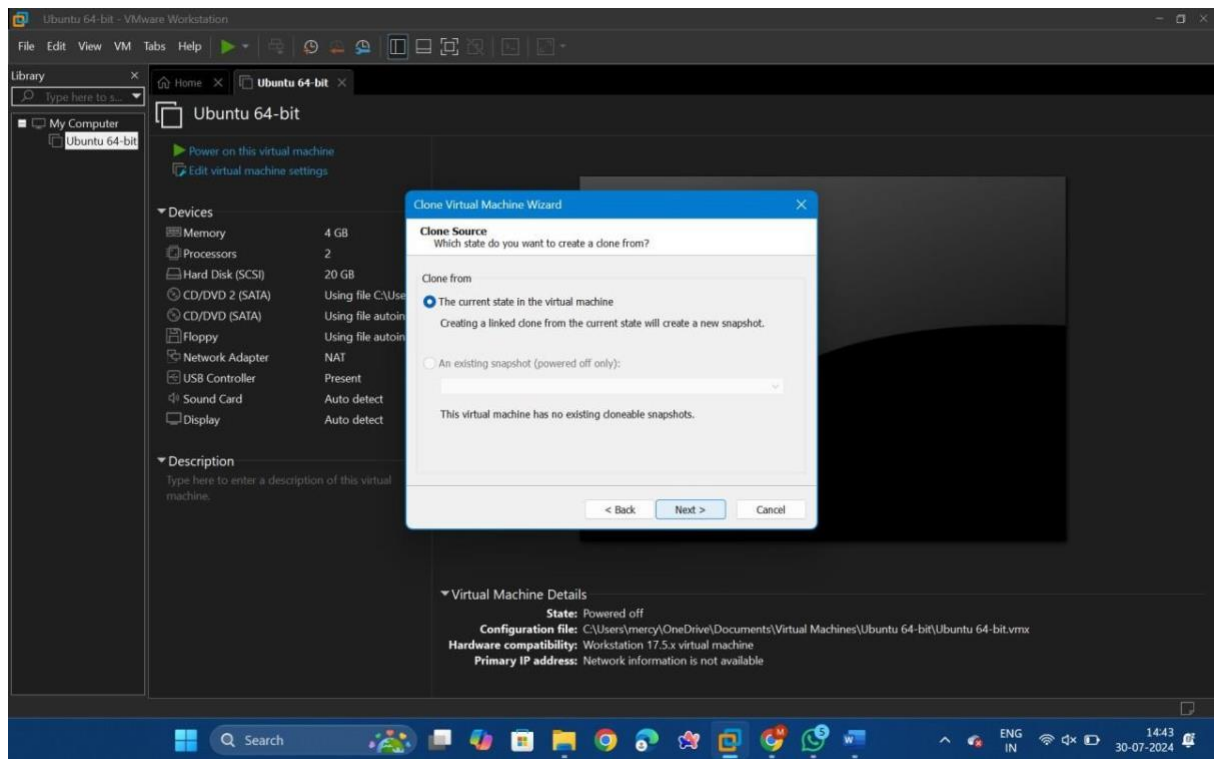 Ubuntu 64-bit - VMware Workstation
File Edit View VM Tabs Help
Library
Type here to s...
My Computer
Ubuntu 64-bit
Home
Ubuntu 64-bit
Ubuntu 64-bit
Power on this virtual machine
Edit virtual machine settings
Devices
Memory 4 GB
Processors 2
Hard Disk (SCSI) 20 GB
CD/DVD 2 (SATA) Using file C:\Use
CD/DVD (SATA) Using file autoin
Floppy Using file autoin
Network Adapter NAT
USB Controller Present
Sound Card Auto detect
Display Auto detect
Description
Type here to enter a description of this virtual
machine.
Clone Virtual Machine Wizard
Clone Source
Which state do you want to create a clone from?
Clone from
The current state in the virtual machine
Creating a linked clone from the current state will create a new snapshot.
An existing snapshot (powered off only):
This virtual machine has no existing cloneable snapshots.
< Back Next > Cancel
Virtual Machine Details
State: Powered off
Configuration file: C:\Users\mercy\OneDrive\Documents\Virtual Machines\Ubuntu 64-bit\Ubuntu 64-bit.vmx
Hardware compatibility: Workstation 17.5.x virtual machine
Primary IP address: Network information is not available
Search
ENG
IN
14:43
30-07-2024